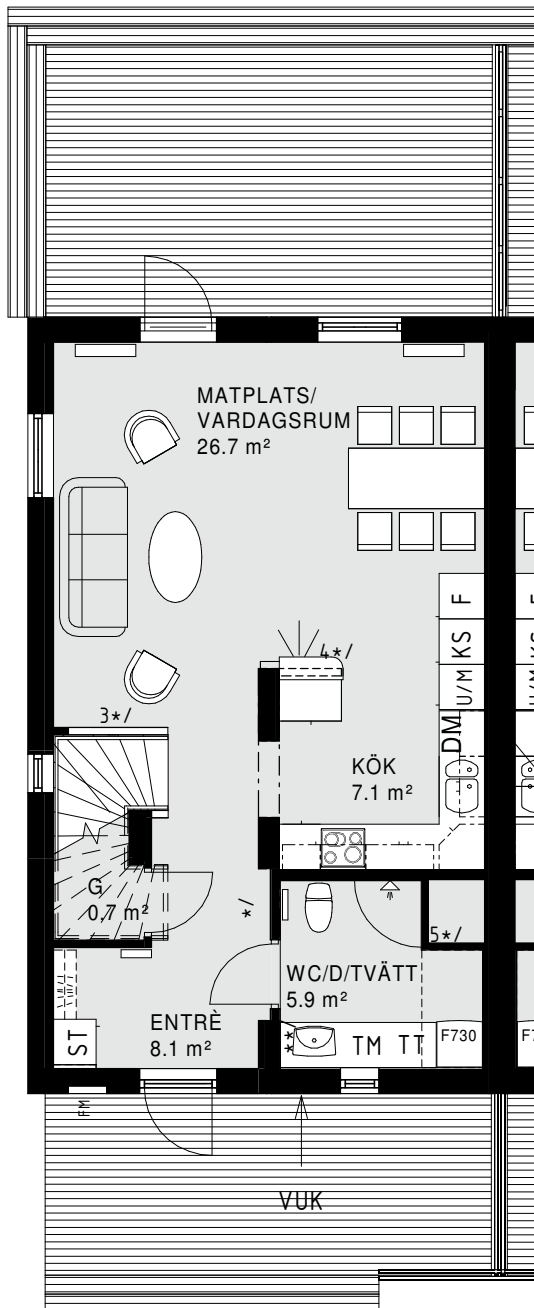 MATPLATS/
VARDAGSRUM
26.7 m²
F
KS
U/M
4*/
3*/
DM
KÖK
7.1 m²
G
0,7 m²
*/
5*/
WC/D/TVÄTT
5.9 m²
ENTRÈ
8.1 m²
ST
**
TM TT
F730
FM
VUK